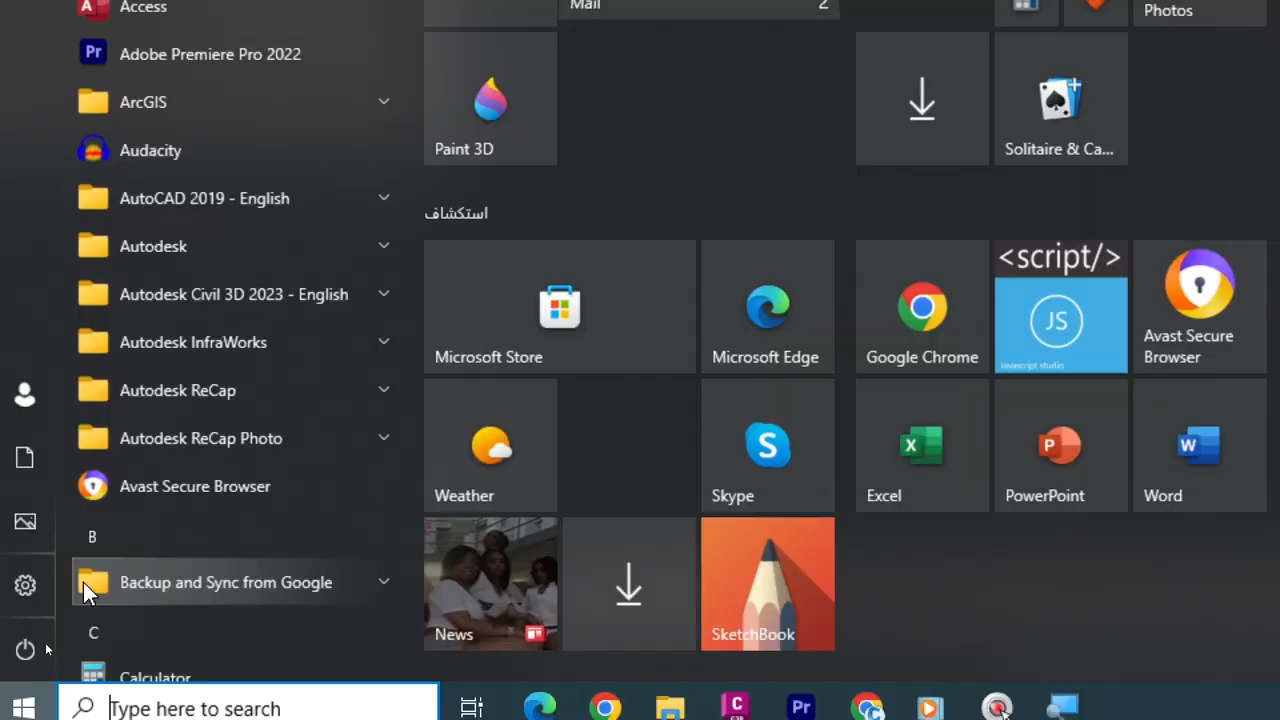 Access
Adobe Premiere Pro 2022
ArcGIS
Audacity
AutoCAD 2019 - English
Autodesk
Autodesk Civil 3D 2023 - English
Autodesk InfraWorks
Autodesk ReCap
Autodesk ReCap Photo
Avast Secure Browser
B
Backup and Sync from Google
C
Calculator
Type here to search
Mail
2
Photos
Paint 3D
Solitaire & Ca...
استكشاف
Microsoft Store
Microsoft Edge
Google Chrome
<script/>
JS
Javascript studio
Avast Secure
Browser
Weather
Skype
Excel
PowerPoint
Word
News
SketchBook